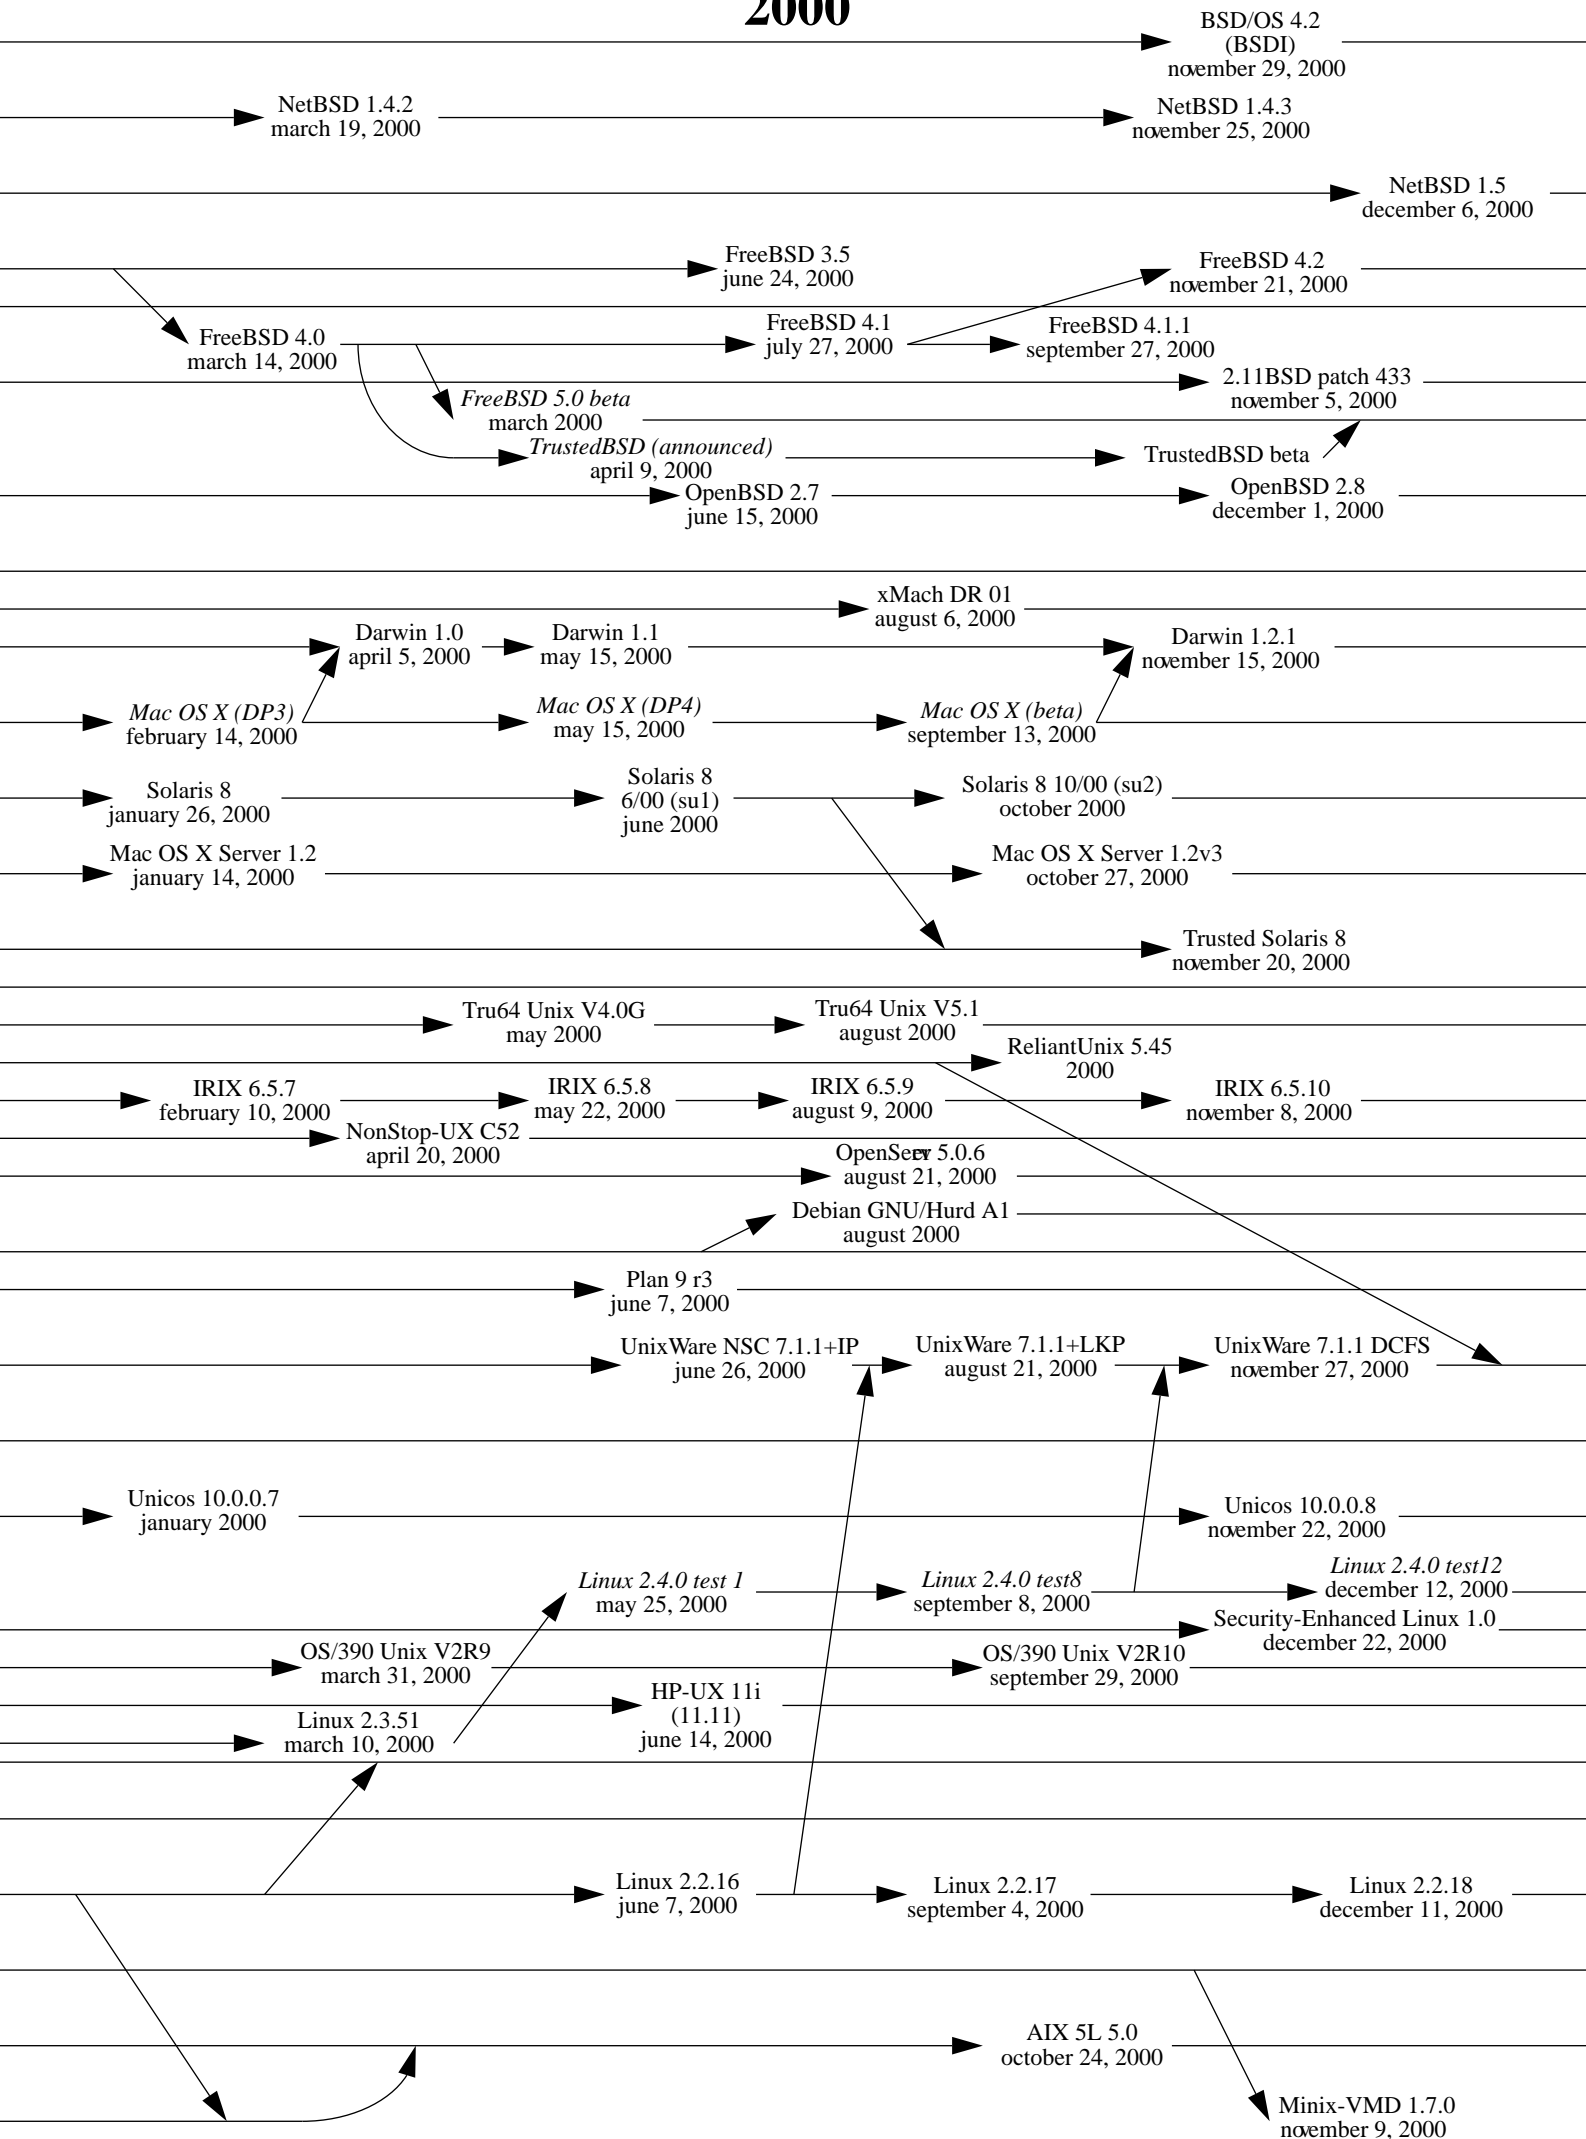 2000
BSD/OS 4.2
(BSDI)
november 29, 2000
NetBSD 1.4.2
march 19, 2000
NetBSD 1.4.3
november 25, 2000
NetBSD 1.5
december 6, 2000
FreeBSD 3.5
june 24, 2000
FreeBSD 4.2
november 21, 2000
FreeBSD 4.0
march 14, 2000
FreeBSD 4.1
july 27, 2000
FreeBSD 4.1.1
september 27, 2000
2.11BSD patch 433
november 5, 2000
FreeBSD 5.0 beta
march 2000
TrustedBSD (announced)
april 9, 2000
TrustedBSD beta
OpenBSD 2.7
june 15, 2000
OpenBSD 2.8
december 1, 2000
xMach DR 01
august 6, 2000
Darwin 1.0
april 5, 2000
Darwin 1.1
may 15, 2000
Darwin 1.2.1
november 15, 2000
Mac OS X (DP3)
february 14, 2000
Mac OS X (DP4)
may 15, 2000
Mac OS X (beta)
september 13, 2000
Solaris 8
january 26, 2000
Solaris 8
6/00 (su1)
june 2000
Solaris 8 10/00 (su2)
october 2000
Mac OS X Server 1.2
january 14, 2000
Mac OS X Server 1.2v3
october 27, 2000
Trusted Solaris 8
november 20, 2000
Tru64 Unix V4.0G
may 2000
Tru64 Unix V5.1
august 2000
ReliantUnix 5.45
2000
IRIX 6.5.7
february 10, 2000
IRIX 6.5.8
may 22, 2000
IRIX 6.5.9
august 9, 2000
IRIX 6.5.10
november 8, 2000
NonStop-UX C52
april 20, 2000
OpenServer 5.0.6
august 21, 2000
Debian GNU/Hurd A1
august 2000
Plan 9 r3
june 7, 2000
UnixWare NSC 7.1.1+IP
june 26, 2000
UnixWare 7.1.1+LKP
august 21, 2000
UnixWare 7.1.1 DCFS
november 27, 2000
Unicos 10.0.0.7
january 2000
Unicos 10.0.0.8
november 22, 2000
Linux 2.4.0 test 1
may 25, 2000
Linux 2.4.0 test8
september 8, 2000
Linux 2.4.0 test12
december 12, 2000
Security-Enhanced Linux 1.0
december 22, 2000
OS/390 Unix V2R9
march 31, 2000
OS/390 Unix V2R10
september 29, 2000
HP-UX 11i
(11.11)
june 14, 2000
Linux 2.3.51
march 10, 2000
Linux 2.2.16
june 7, 2000
Linux 2.2.17
september 4, 2000
Linux 2.2.18
december 11, 2000
AIX 5L 5.0
october 24, 2000
Minix-VMD 1.7.0
november 9, 2000